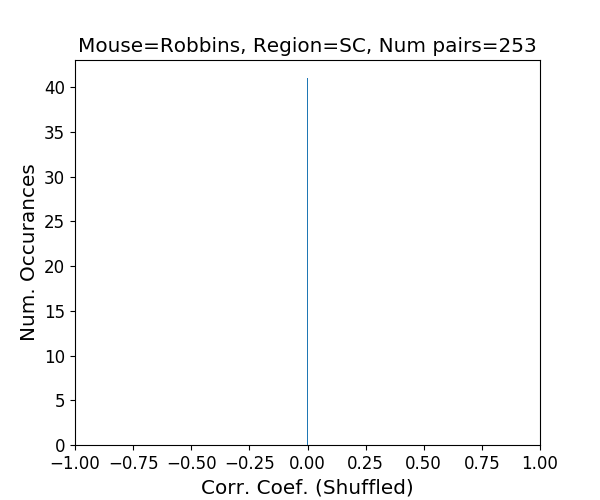 Mouse=Robbins, Region=SC, Num pairs=253
Num. Occurances
40
35
30
25
20
15
10
5
0
−1.00 −0.75 −0.50 −0.25 0.00 0.25 0.50 0.75 1.00
Corr. Coef. (Shuffled)